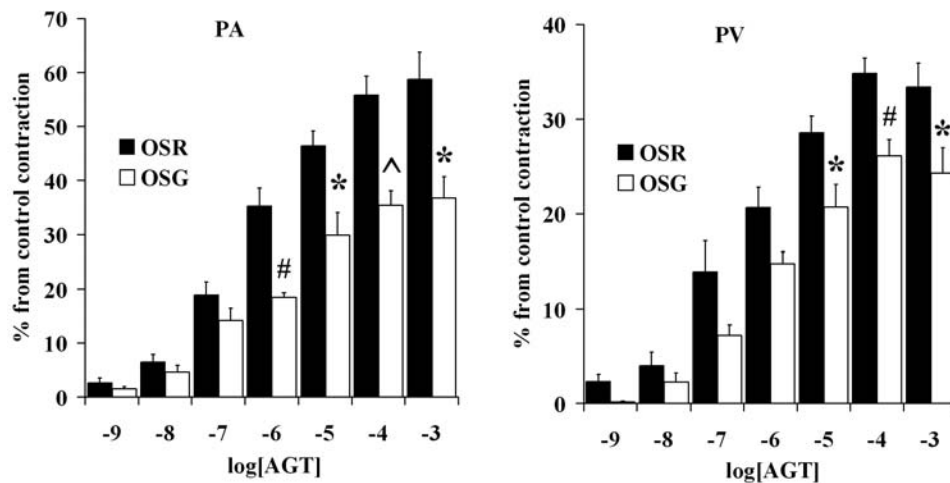 PA
% from control contraction
70
60
50
40
30
20
10
0
OSR
OSG
#
*
^
*
-9 -8 -7 -6 -5 -4 -3
log[AGT]
PV
% from control contraction
40
30
20
10
0
OSR
OSG
*
#
*
-9 -8 -7 -6 -5 -4 -3
log[AGT]